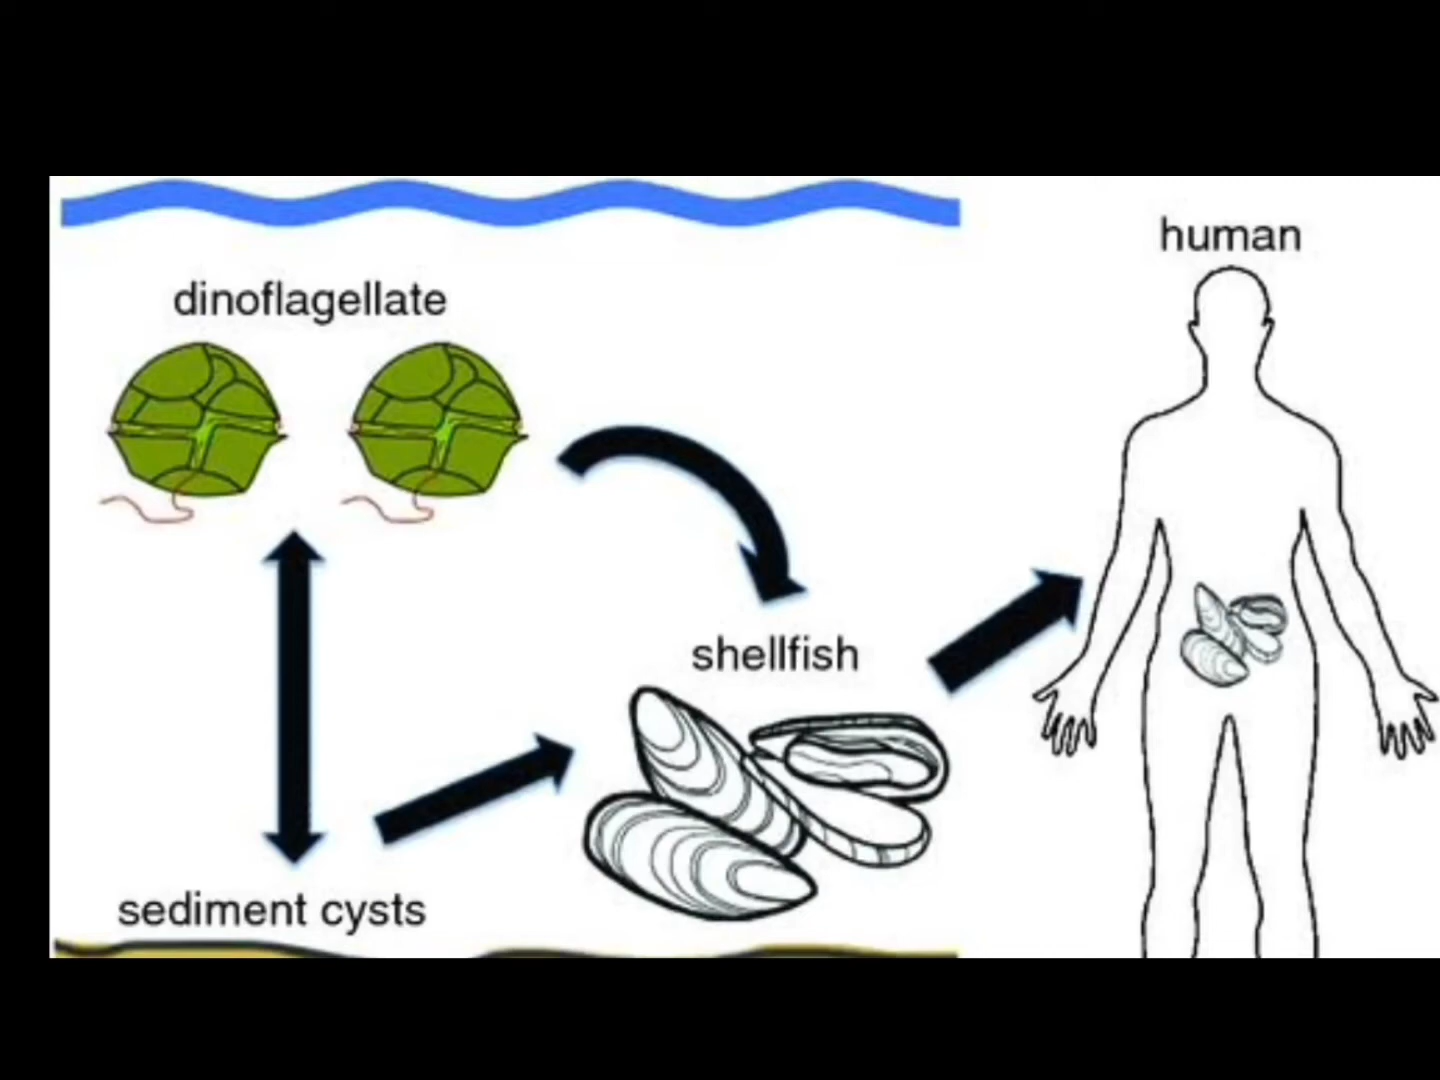 human
dinoflagellate
shellfish
sediment cysts